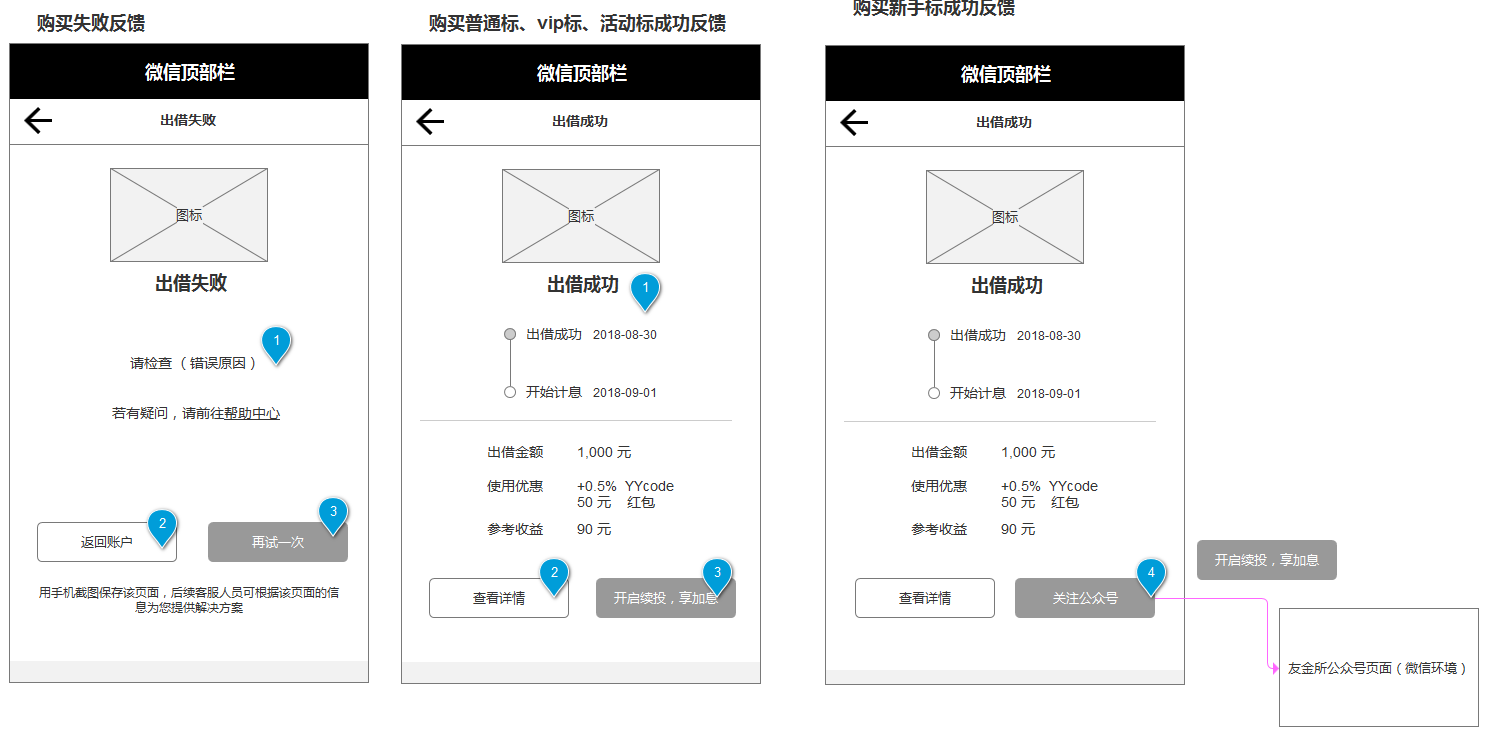 购买失败反馈
微信顶部栏
出借失败
图标
出借失败
1
请检查（错误原因）
若有疑问，请前往帮助中心
2
3
返回账户
再试一次
用手机截图保存该页面，后续客服人员可根据该页面的信
息为您提供解决方案
购买普通标、vip标、活动标成功反馈
微信顶部栏
出借成功
图标
出借成功
1
出借成功 2018-08-30
开始计息 2018-09-01
出借金额 1,000 元
使用优惠 +0.5% YYcode
50 元 红包
参考收益 90 元
2
3
查看详情
开启续投，享加息
购买新手标成功反馈
微信顶部栏
出借成功
图标
出借成功
出借成功 2018-08-30
开始计息 2018-09-01
出借金额 1,000 元
使用优惠 +0.5% YYcode
50 元 红包
参考收益 90 元
4
查看详情
关注公众号
开启续投，享加息
友金所公众号页面（微信环境）